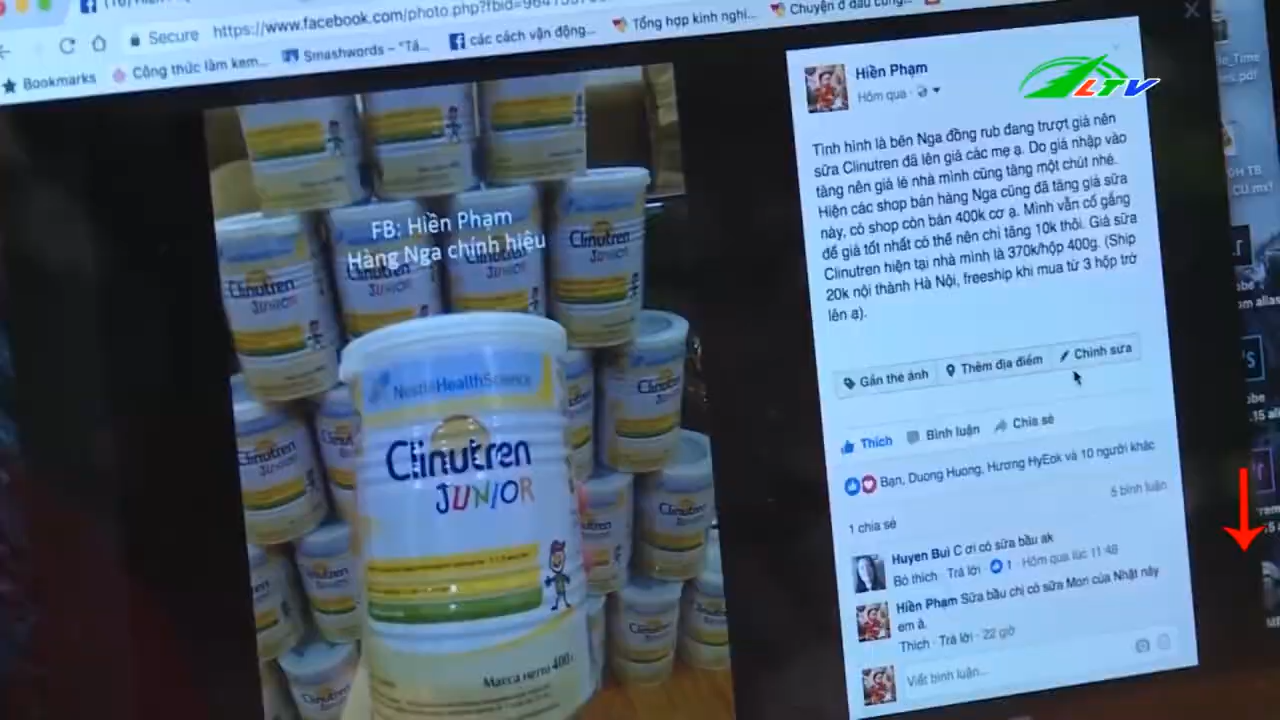 Secure
https://www.facebook.com/photo.php?fbid=
Bookmarks
Công thức làm kem...
Smashwords – "Tá...
các cách vận động...
Tổng hợp kinh nghi...
Chuyện ở đâu cũng...
LTV
FB: Hiền Phạm
Hàng Nga chính hiệu
NestléHealthScience
Clinutren
JUNIOR
Масса нетто 400г
Hiền Phạm
Hôm qua ·
Tình hình là bên Nga đồng rub đang trượt giá nên
sữa Clinutren đã lên giá các mẹ ạ. Do giá nhập vào
tăng nên giá lẻ nhà mình cũng tăng một chút nhé.
Hiện các shop bán hàng Nga cũng đã tăng giá sữa
này, có shop còn bán 400k cơ ạ. Mình vẫn cố gắng
để giá tốt nhất có thể nên chỉ tăng 10k thôi. Giá sữa
Clinutren hiện tại nhà mình là 370k/hộp 400g. (Ship
20k nội thành Hà Nội, freeship khi mua từ 3 hộp trở
lên ạ).
Gắn thẻ ảnh
Thêm địa điểm
Chỉnh sửa
Thích
Bình luận
Chia sẻ
Bạn, Duong Huong, Hương HyEok và 10 người khác
5 bình luận
1 chia sẻ
Huyen Bui C ơi có sữa bầu ak
Bỏ thích · Trả lời · 1 · Hôm qua lúc 11:46
Hiền Phạm Sữa bầu chị có sữa Mori của Nhật này
em à.
Thích · Trả lời · 22 giờ
Viết bình luận...